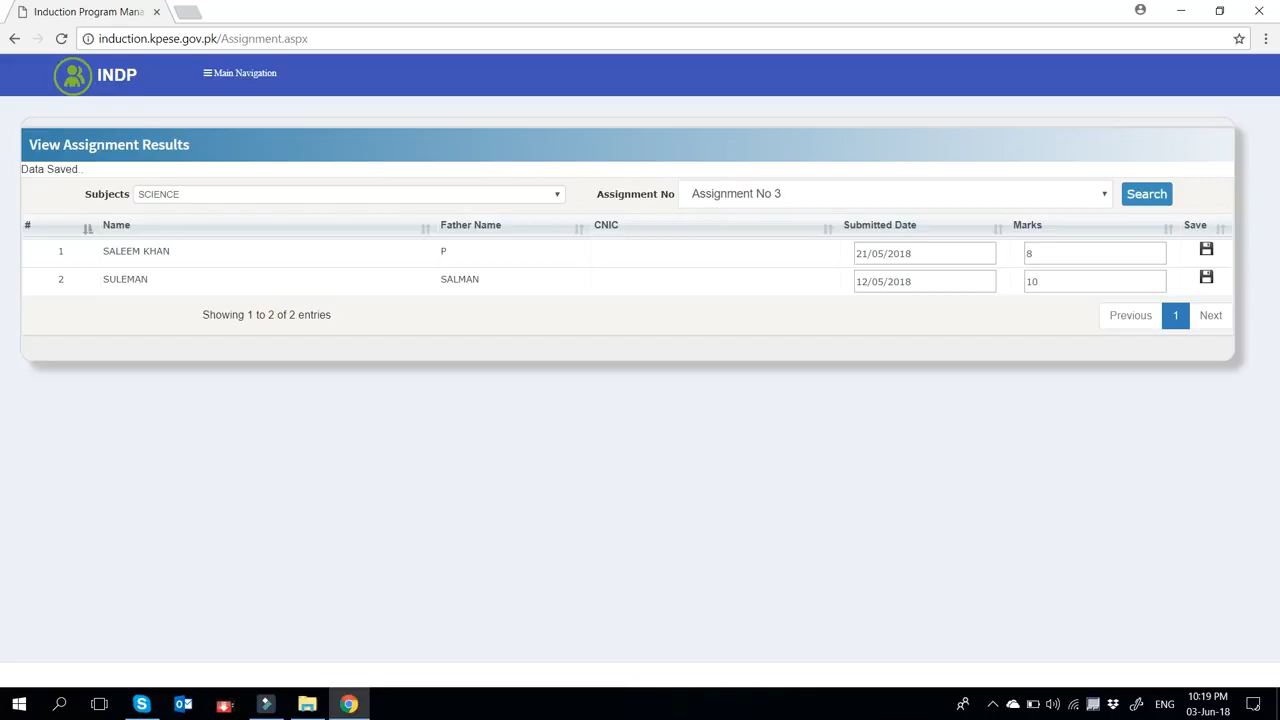 Induction Program Mana
induction.kpese.gov.pk/Assignment.aspx
INDP Main Navigation
View Assignment Results
Data Saved..
Subjects SCIENCE Assignment No Assignment No 3 Search
# Name Father Name CNIC Submitted Date Marks Save
1 SALEEM KHAN P 21/05/2018 8
2 SULEMAN SALMAN 12/05/2018 10
Showing 1 to 2 of 2 entries Previous 1 Next
ENG 10:19 PM
03-Jun-18